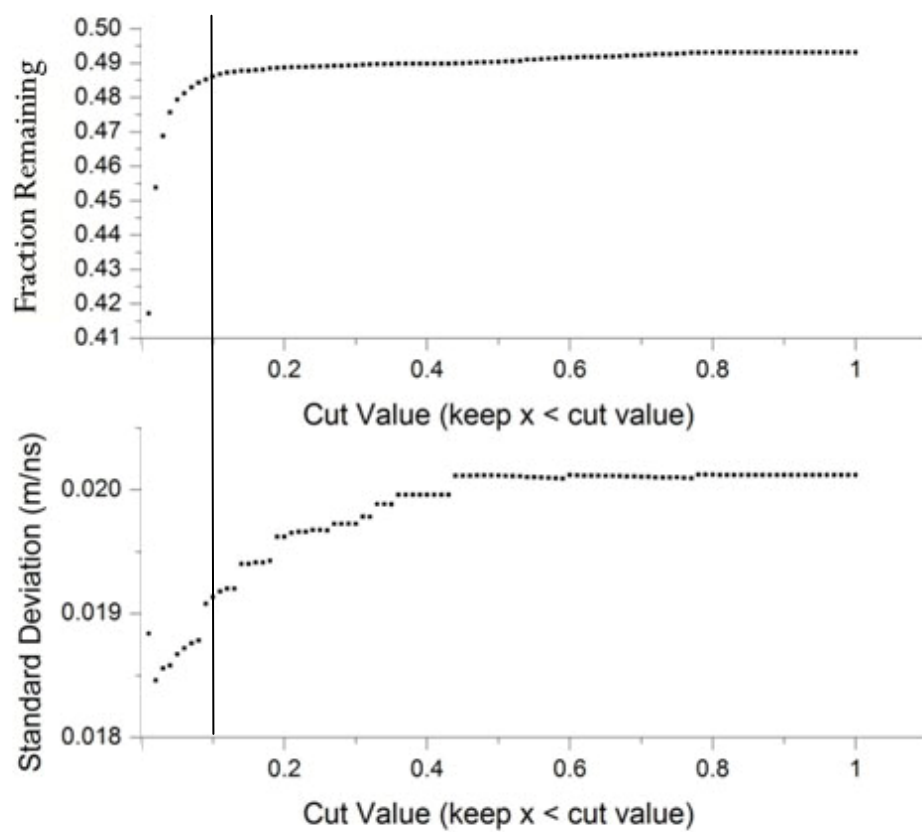 Fraction Remaining
0.50
0.49
0.48
0.47
0.46
0.45
0.44
0.43
0.42
0.41
0.2 0.4 0.6 0.8 1
Cut Value (keep x < cut value)
Standard Deviation (m/ns)
0.020
0.019
0.018
0.2 0.4 0.6 0.8 1
Cut Value (keep x < cut value)